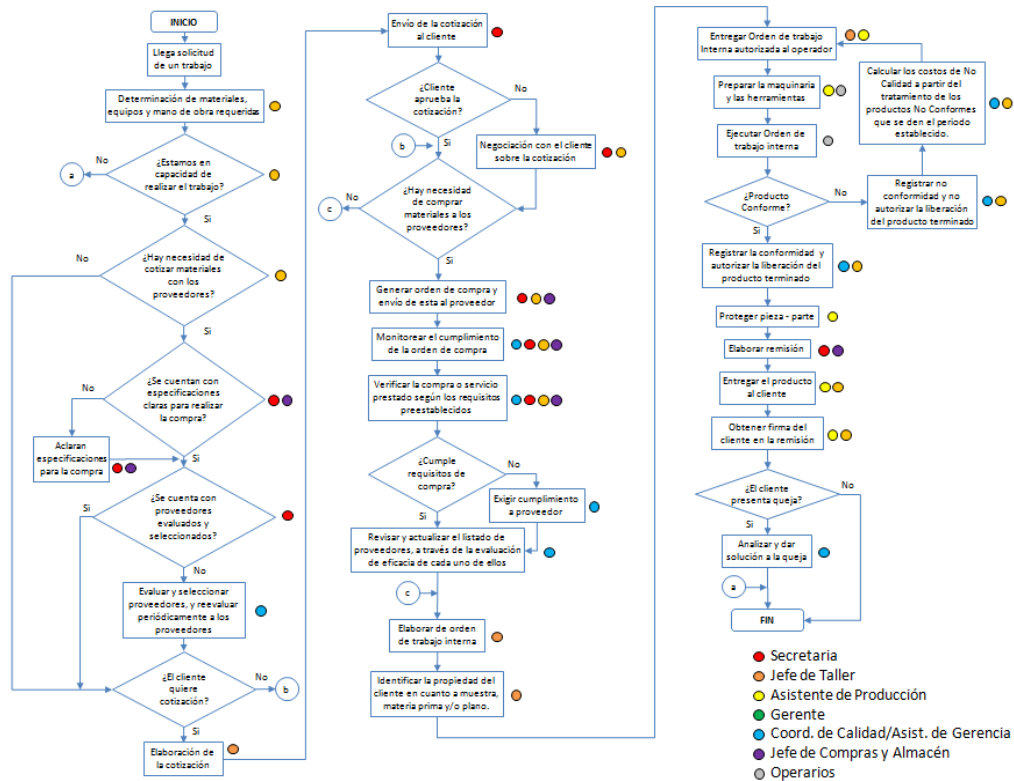 INICIO
Llega solicitud
de un trabajo
Determinación de materiales,
equipos y mano de obra requeridas
¿Estamos en
capacidad de
realizar el trabajo?
No
a
Si
¿Hay necesidad de
cotizar materiales
con los
proveedores?
No
Si
¿Se cuentan con
especificaciones
claras para realizar
la compra?
No
Aclaran
especificaciones
para la compra
Si
¿Se cuenta con
proveedores
evaluados y
seleccionados?
Si
No
Evaluar y seleccionar
proveedores, y reevaluar
periódicamente a los
proveedores
¿El cliente
quiere
cotización?
No
b
Si
Elaboración de
la cotización
Envío de la cotización
al cliente
¿Cliente
aprueba la
cotización?
No
Negociación con el cliente
sobre la cotización
b
Si
¿Hay necesidad
de comprar
materiales a los
proveedores?
No
c
Si
Generar orden de compra y
envío de esta al proveedor
Monitorear el cumplimiento
de la orden de compra
Verificar la compra o servicio
prestado según los requisitos
preestablecidos
¿Cumple
requisitos de
compra?
No
Exigir cumplimiento
a proveedor
Si
Revisar y actualizar el listado de
proveedores, a través de la evaluación
de eficacia de cada uno de ellos
c
Elaborar de orden
de trabajo interna
Identificar la propiedad del
cliente en cuanto a muestra,
materia prima y/o plano.
Entregar Orden de trabajo
Interna autorizada al operador
Preparar la maquinaria
y las herramientas
Ejecutar Orden de
trabajo interna
¿Producto
Conforme?
No
Registrar no
conformidad y no
autorizar la liberación
del producto terminado
Calcular los costos de No
Calidad a partir del
tratamiento de los
productos No Conformes
que se den el periodo
establecido.
Si
Registrar la conformidad y
autorizar la liberación del
producto terminado
Proteger pieza - parte
Elaborar remisión
Entregar el producto
al cliente
Obtener firma del
cliente en la remisión
¿El cliente
presenta queja?
No
Si
Analizar y dar
solución a la queja
a
FIN
Secretaria
Jefe de Taller
Asistente de Producción
Gerente
Coord. de Calidad/Asist. de Gerencia
Jefe de Compras y Almacén
Operarios